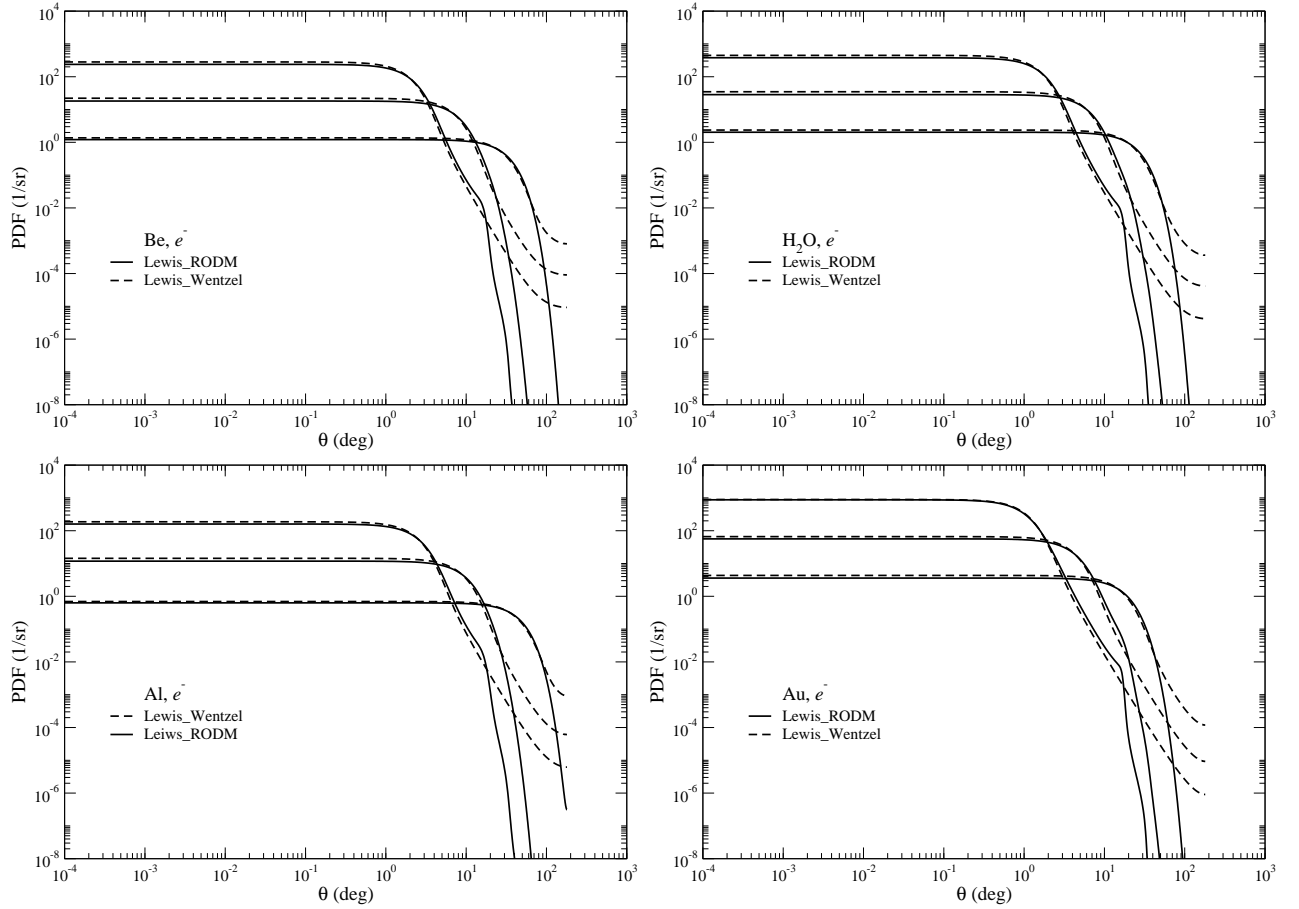 10^4
10^2
10^0
10^-2
10^-4
10^-6
10^-8
PDF (1/sr)
Be, e^-
Lewis_RODM
Lewis_Wentzel
10^-4 10^-3 10^-2 10^-1 10^0 10^1 10^2 10^3
θ (deg)
10^4
10^2
10^0
10^-2
10^-4
10^-6
10^-8
PDF (1/sr)
H_2O, e^-
Lewis_RODM
Lewis_Wentzel
10^-4 10^-3 10^-2 10^-1 10^0 10^1 10^2 10^3
θ (deg)
10^4
10^2
10^0
10^-2
10^-4
10^-6
10^-8
PDF (1/sr)
Al, e^-
Lewis_Wentzel
Leiws_RODM
10^-4 10^-3 10^-2 10^-1 10^0 10^1 10^2 10^3
θ (deg)
10^4
10^2
10^0
10^-2
10^-4
10^-6
10^-8
PDF (1/sr)
Au, e^-
Lewis_RODM
Lewis_Wentzel
10^-4 10^-3 10^-2 10^-1 10^0 10^1 10^2 10^3
θ (deg)